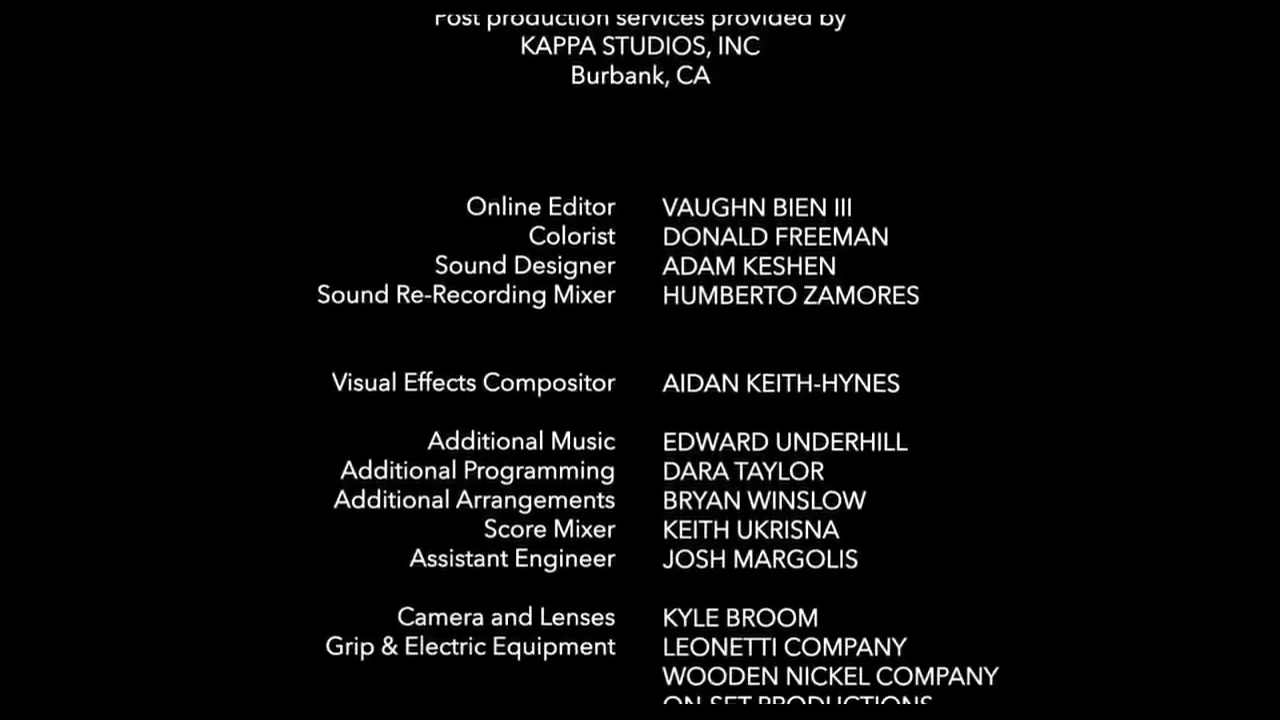 Post production services provided by
KAPPA STUDIOS, INC
Burbank, CA
Online Editor VAUGHN BIEN III
Colorist DONALD FREEMAN
Sound Designer ADAM KESHEN
Sound Re-Recording Mixer HUMBERTO ZAMORES
Visual Effects Compositor AIDAN KEITH-HYNES
Additional Music EDWARD UNDERHILL
Additional Programming DARA TAYLOR
Additional Arrangements BRYAN WINSLOW
Score Mixer KEITH UKRISNA
Assistant Engineer JOSH MARGOLIS
Camera and Lenses KYLE BROOM
Grip & Electric Equipment LEONETTI COMPANY
WOODEN NICKEL COMPANY
ON-SET PRODUCTIONS